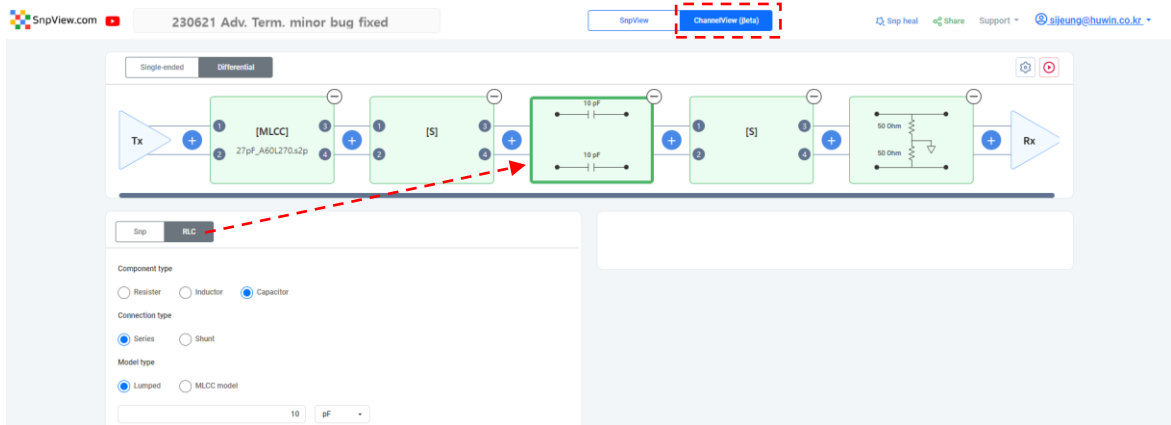 SnpView.com
230621 Adv. Term. minor bug fixed
SnpView
ChannelView (βeta)
Snp heal
Share
Support
sijeung@huwin.co.kr
Single-ended
Differential
Tx
1
[MLCC]
3
2
27pF_A60L270.s2p
4
1
[S]
3
2
4
10 pF
10 pF
1
[S]
3
2
4
50 Ohm
50 Ohm
Rx
Snp
RLC
Component type
Resister
Inductor
Capacitor
Connection type
Series
Shunt
Model type
Lumped
MLCC model
10
pF